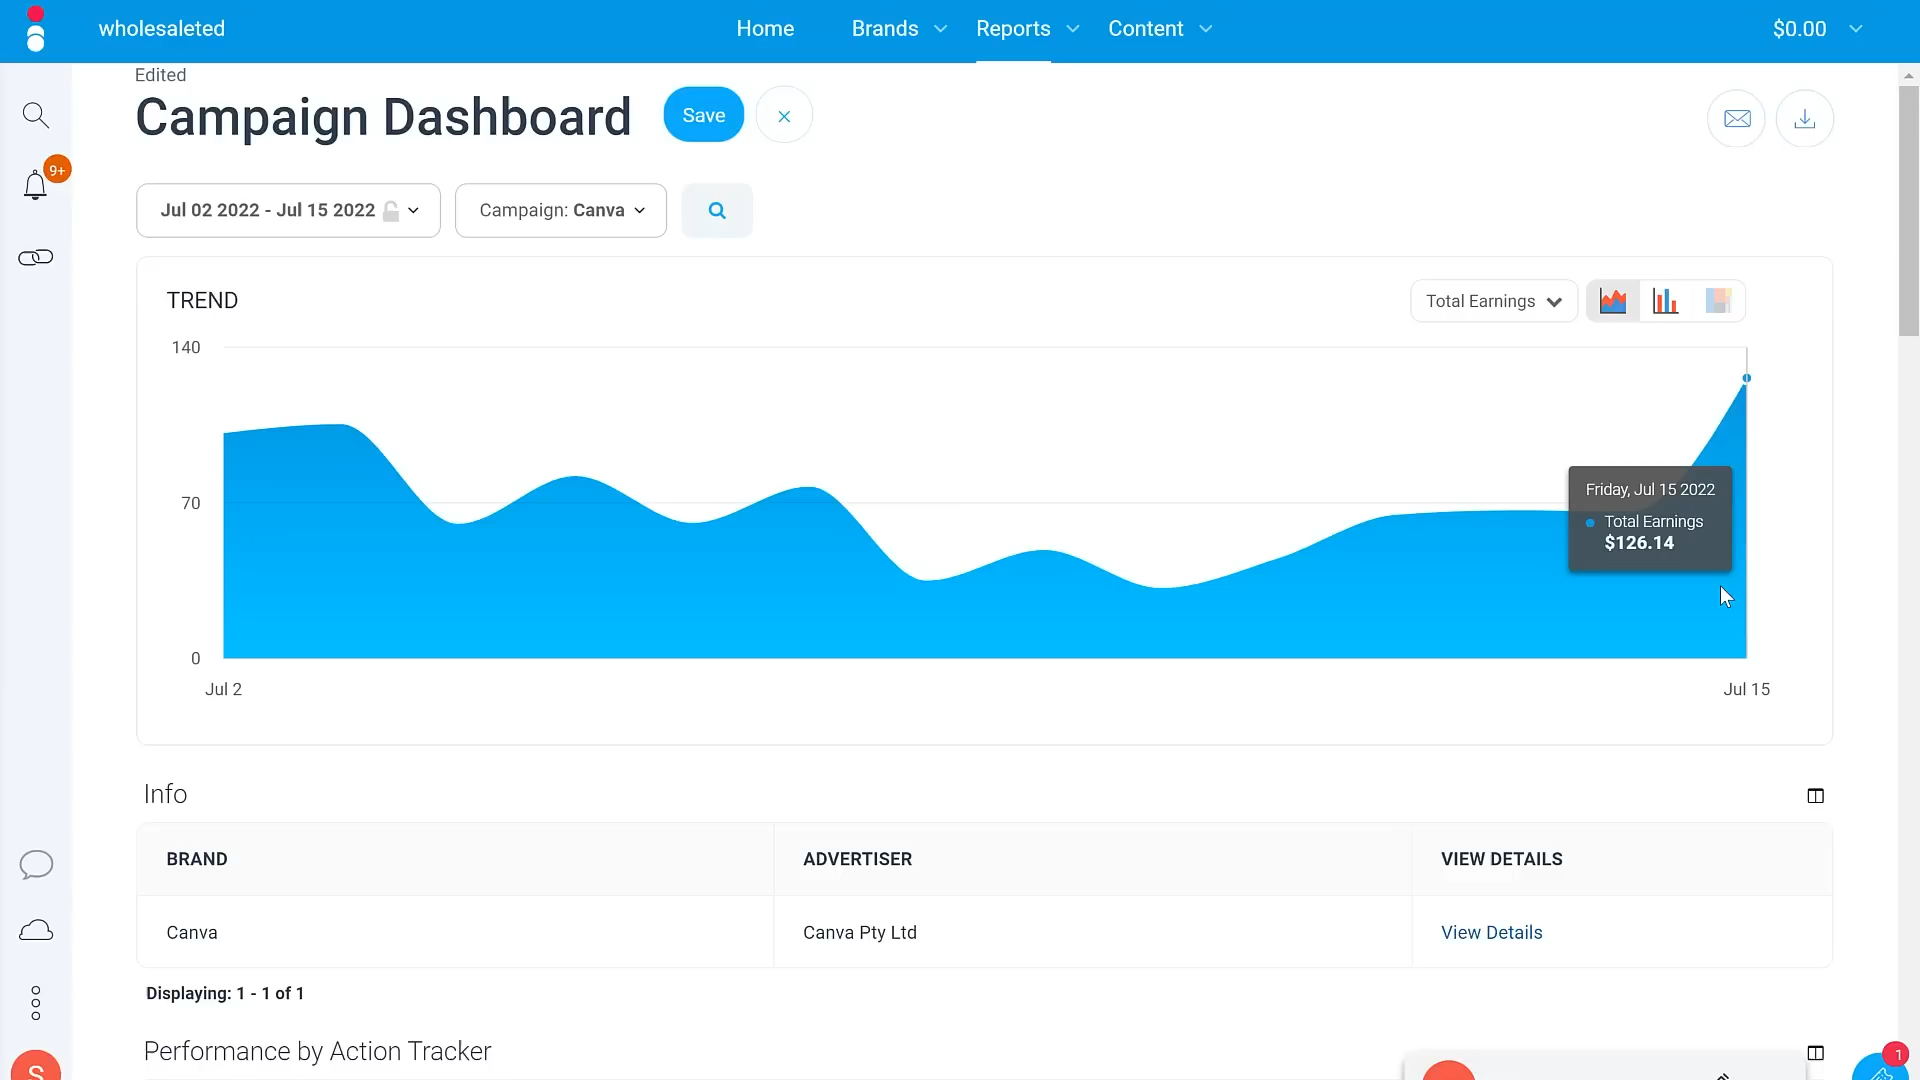 wholesaleted
Home Brands Reports Content $0.00
Edited
Campaign Dashboard Save
9+
Jul 02 2022 - Jul 15 2022 Campaign: Canva
TREND Total Earnings
140
70
0
Friday, Jul 15 2022
Total Earnings
$126.14
Jul 2 Jul 15
Info
BRAND ADVERTISER VIEW DETAILS
Canva Canva Pty Ltd View Details
Displaying: 1 - 1 of 1
Performance by Action Tracker
1
S